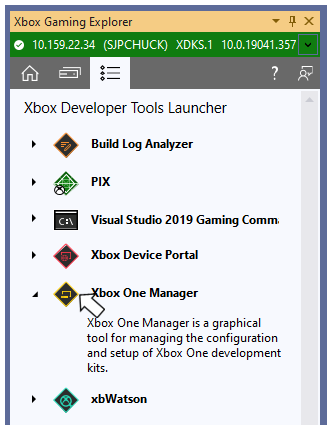 Xbox Gaming Explorer
10.159.22.34 (SJPCHUCK) XDKS.1 10.0.19041.357
?
Xbox Developer Tools Launcher
Build Log Analyzer
PIX
C:\
Visual Studio 2019 Gaming Comma
Xbox Device Portal
Xbox One Manager
Xbox One Manager is a graphical
tool for managing the configuration
and setup of Xbox One development
kits.
xbWatson